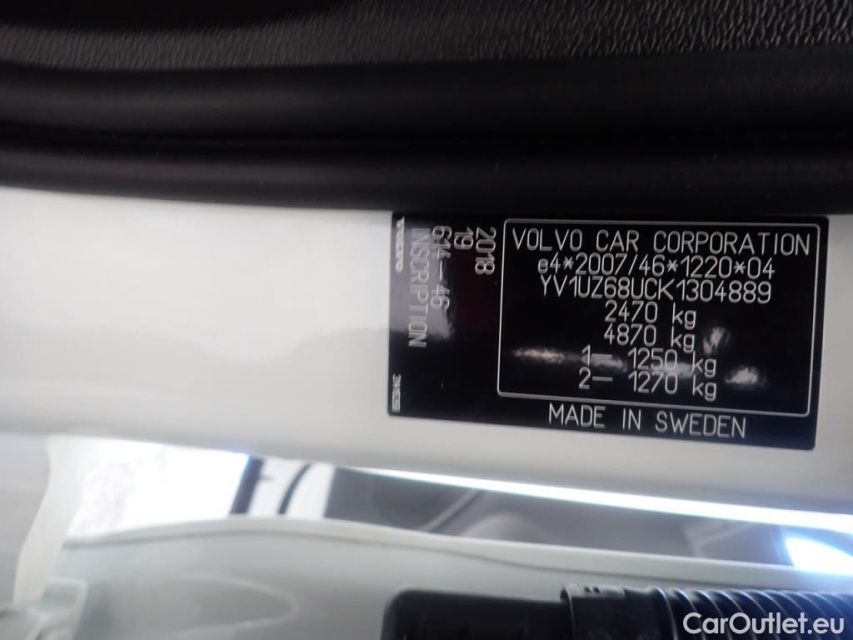 VOLVO
2018
19
614-46
INSCRIPTION
VOLVO CAR CORPORATION
e4*2007/46*1220*04
YV1UZ68UCK1304889
2470 kg
4870 kg
1— 1250 kg
2— 1270 kg
MADE IN SWEDEN
CarOutlet.eu